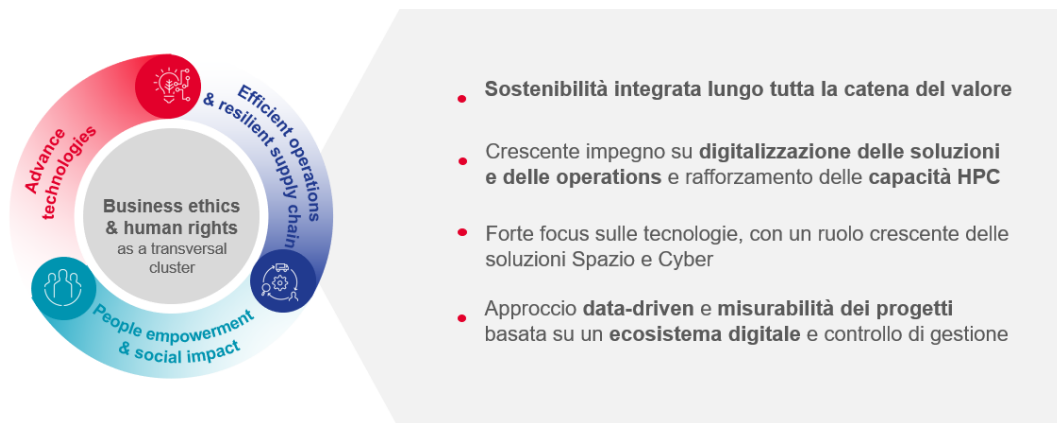 Advance
technologies
Efficient operations
& resilient supply chain
Business ethics
& human rights
as a transversal
cluster
People empowerment
& social impact
Sostenibilità integrata lungo tutta la catena del valore
Crescente impegno su digitalizzazione delle soluzioni
e delle operations e rafforzamento delle capacità HPC
Forte focus sulle tecnologie, con un ruolo crescente delle
soluzioni Spazio e Cyber
Approccio data-driven e misurabilità dei progetti
basata su un ecosistema digitale e controllo di gestione